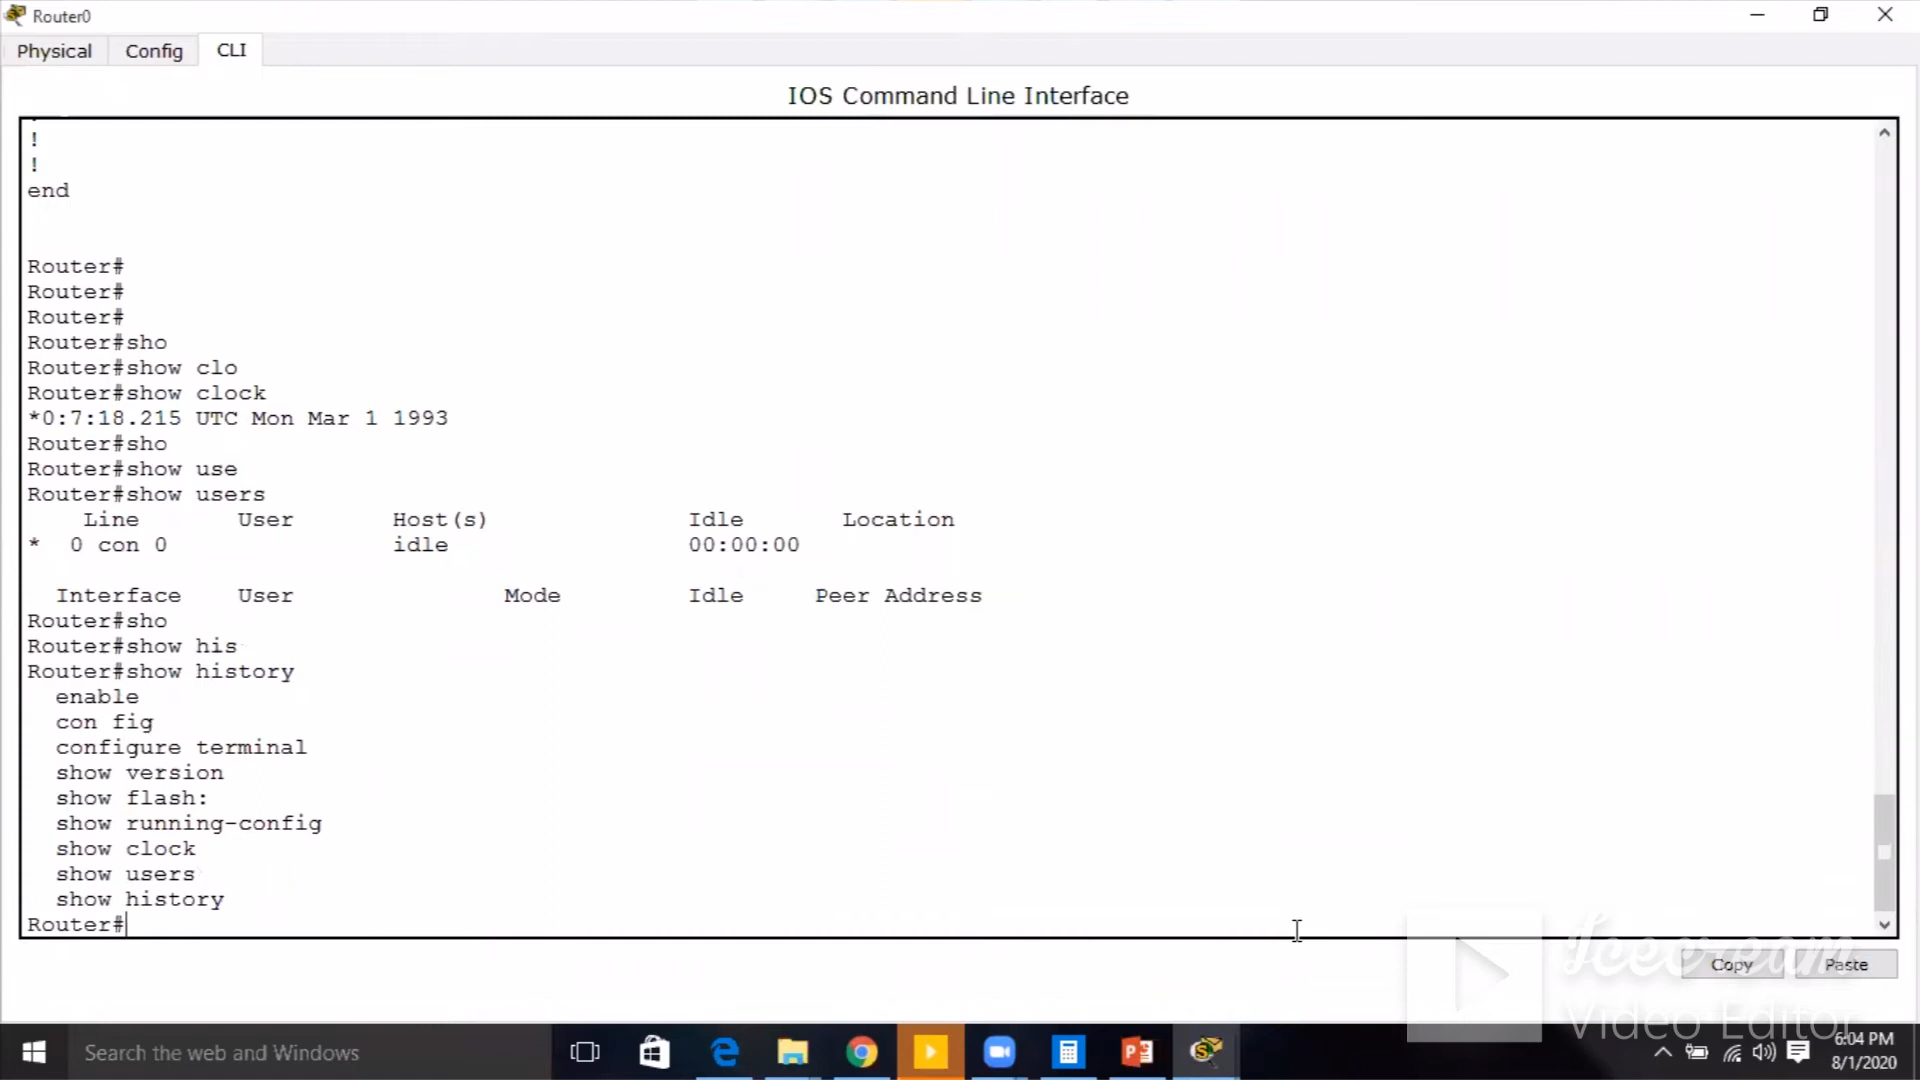 Router0
Physical Config CLI
IOS Command Line Interface
!
!
end
Router#
Router#
Router#
Router#sho
Router#show clo
Router#show clock
*0:7:18.215 UTC Mon Mar 1 1993
Router#sho
Router#show use
Router#show users
Line User Host(s) Idle Location
* 0 con 0 idle 00:00:00
Interface User Mode Idle Peer Address
Router#sho
Router#show his
Router#show history
enable
con fig
configure terminal
show version
show flash:
show running-config
show clock
show users
show history
Router#
Copy Paste
Icecream
Video Editor
Search the web and Windows
6:04 PM
8/1/2020